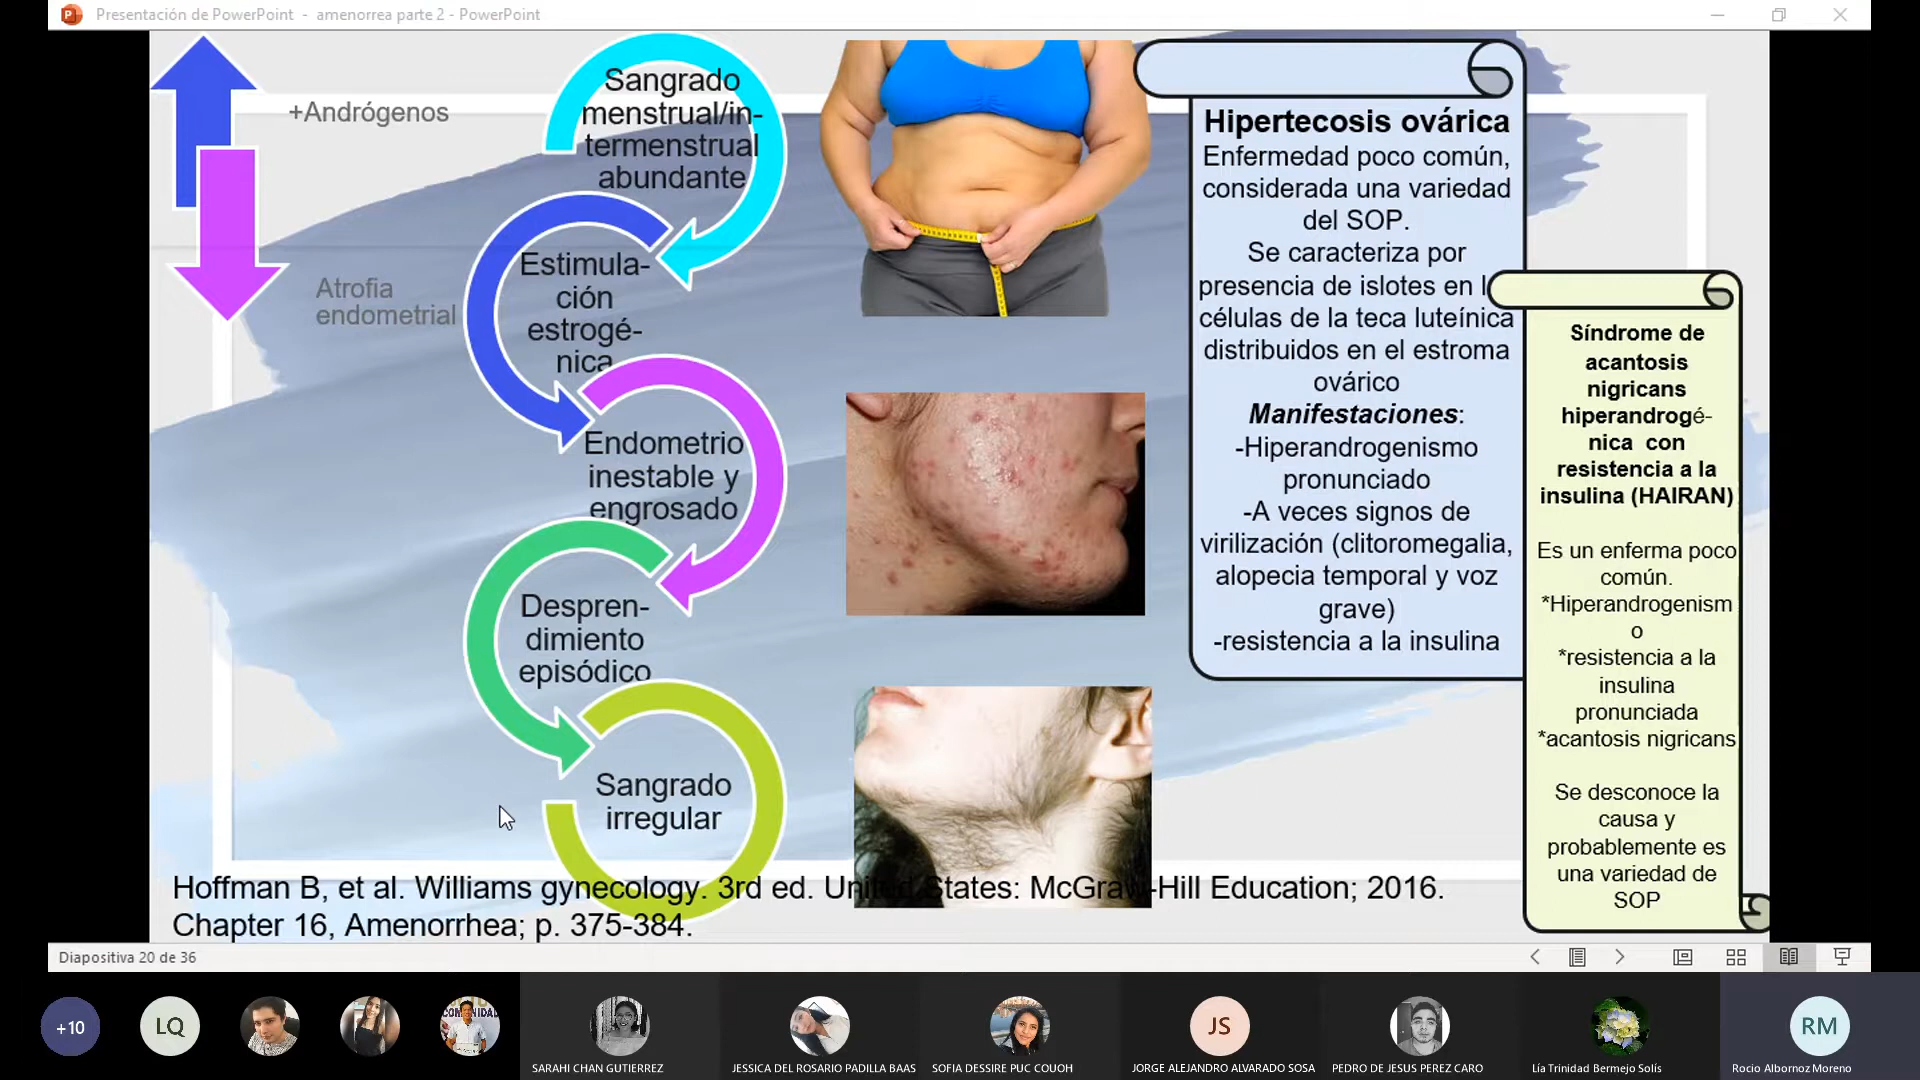 Presentación de PowerPoint - amenorrea parte 2 - PowerPoint
+Andrógenos
Atrofia
endometrial
Sangrado
menstrual/in-
termenstrual
abundante
Estimula-
ción
estrogé-
nica
Endometrio
inestable y
engrosado
Despren-
dimiento
episódico
Sangrado
irregular
Hipertecosis ovárica
Enfermedad poco común,
considerada una variedad
del SOP.
Se caracteriza por
presencia de islotes en
células de la teca luteínica
distribuidos en el estroma
ovárico
Manifestaciones:
-Hiperandrogenismo
pronunciado
-A veces signos de
virilización (clitoromegalia,
alopecia temporal y voz
grave)
-resistencia a la insulina
Síndrome de
acantosis
nigricans
hiperandrogé-
nica con
resistencia a la
insulina (HAIRAN)
Es un enferma poco
común.
*Hiperandrogenism
o
*resistencia a la
insulina
pronunciada
*acantosis nigricans
Se desconoce la
causa y
probablemente es
una variedad de
SOP
Hoffman B, et al. Williams gynecology. 3rd ed. United States: McGraw-Hill Education; 2016.
Chapter 16, Amenorrhea; p. 375-384.
Diapositiva 20 de 36
+10
LQ
COMUNIDAD
JS
RM
SARAHI CHAN GUTIERREZ
JESSICA DEL ROSARIO PADILLA BAAS
SOFIA DESSIRE PUC COUOH
JORGE ALEJANDRO ALVARADO SOSA
PEDRO DE JESUS PEREZ CARO
Lía Trinidad Bermejo Solís
Rocio Albornoz Moreno